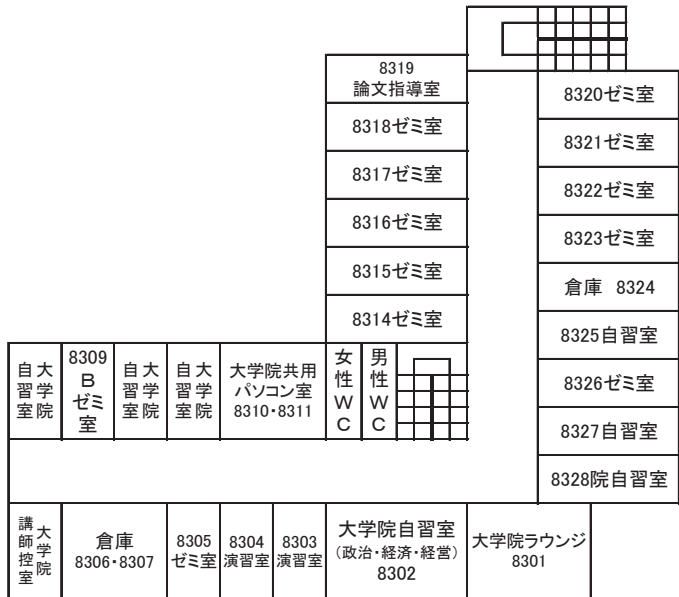 8319
論文指導室
8318ゼミ室
8317ゼミ室
8316ゼミ室
8315ゼミ室
8314ゼミ室
8320ゼミ室
8321ゼミ室
8322ゼミ室
8323ゼミ室
倉庫 8324
8325自習室
8326ゼミ室
8327自習室
8328院自習室
大学院
自習室
8309
B
ゼミ
室
大学院
自習室
大学院
自習室
大学院共用
パソコン室
8310・8311
女性WC
男性WC
大学院
講師控室
倉庫
8306・8307
8305
ゼミ室
8304
演習室
8303
演習室
大学院自習室
(政治・経済・経営)
8302
大学院ラウンジ
8301